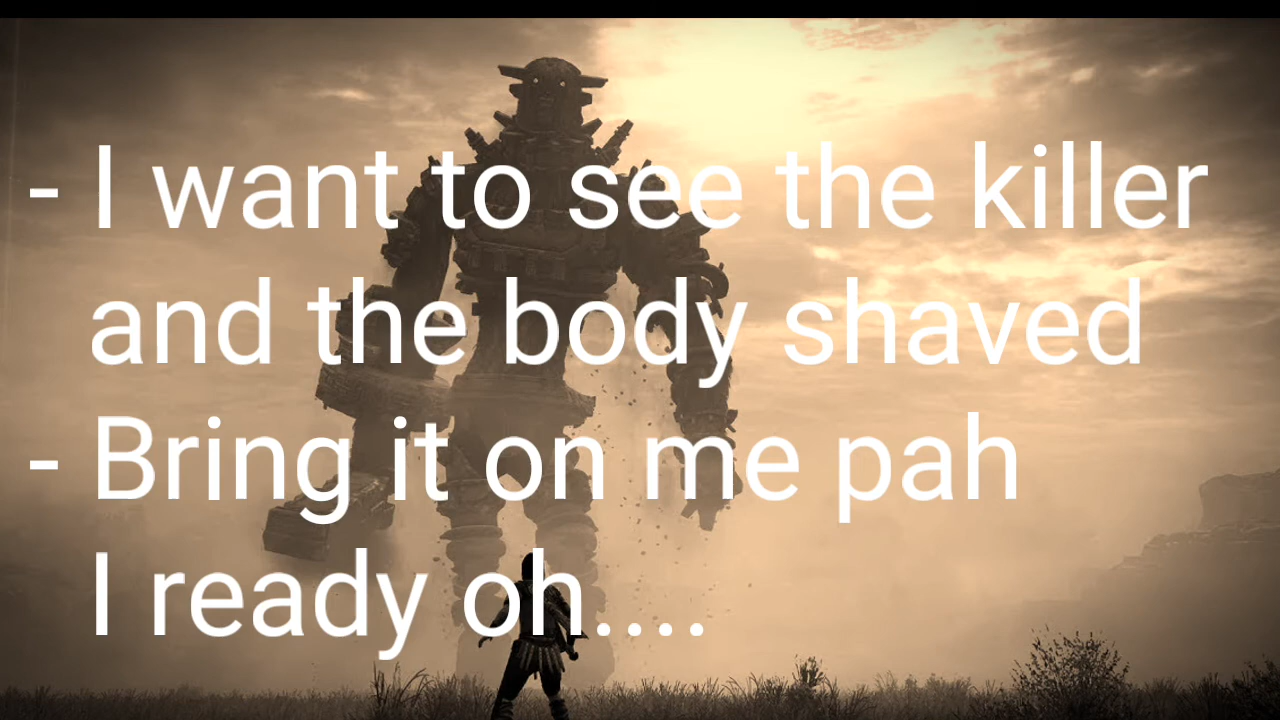 - I want to see the killer
and the body shaved
- Bring it on me pah
I ready oh....